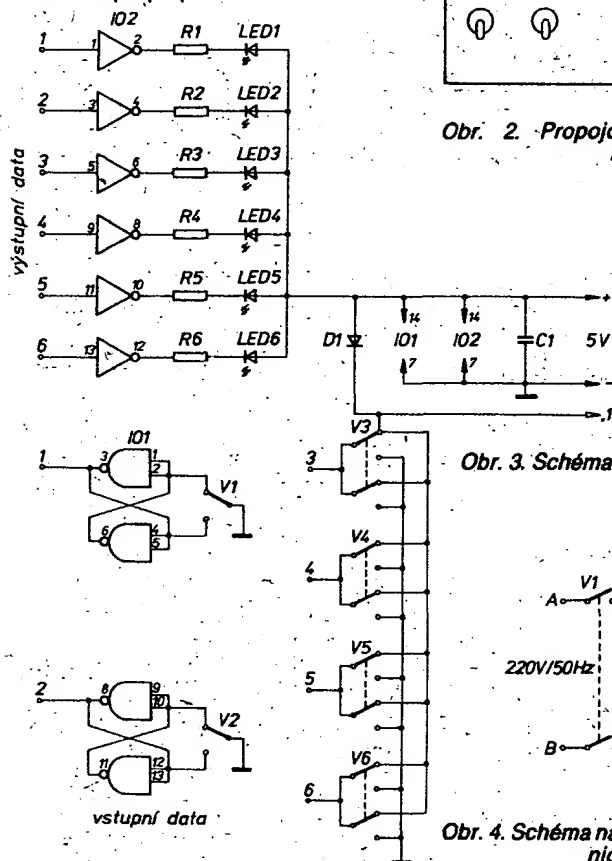 IO2
1 1 2 R1 LED1
2 3 4 R2 LED2
3 5 6 R3 LED3
4 9 8 R4 LED4
5 11 10 R5 LED5
6 13 12 R6 LED6
výstupní data
Obr. 2. Propojo
D1 14 IO1 7 14 IO2 7 C1 5V
+
-
1
IO1
1 3 1 2 V1
6 4 5
2 8 9 10 V2
11 12 13
vstupní data
V3
3
V4
4
V5
5
V6
6
Obr. 3. Schéma
A V1
220V/50Hz
B
Obr. 4. Schéma na
nic